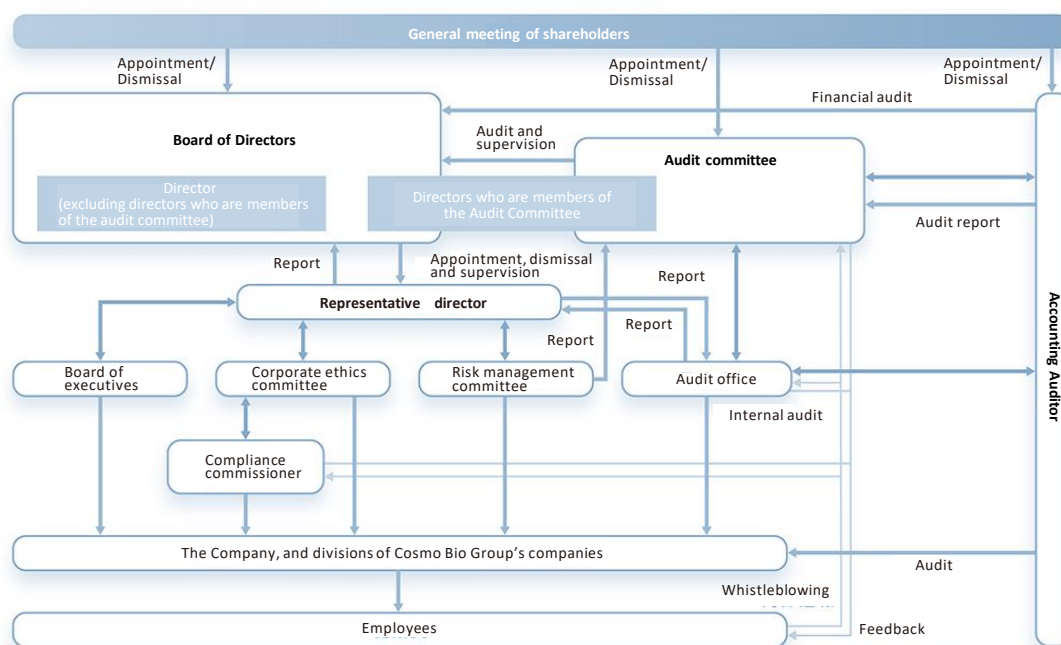 General meeting of shareholders
Appointment/
Dismissal
Appointment/
Dismissal
Appointment/
Dismissal
Financial audit
Board of Directors
Audit and
supervision
Audit committee
Director
(excluding directors who are members
of the audit committee)
Directors who are members of
the Audit Committee
Audit report
Report
Appointment, dismissal
and supervision
Report
Representative director
Report
Report
Accounting Auditor
Board of
executives
Corporate ethics
committee
Risk management
committee
Audit office
Internal audit
Compliance
commissioner
The Company, and divisions of Cosmo Bio Group's companies
Audit
Whistleblowing
Employees
Feedback